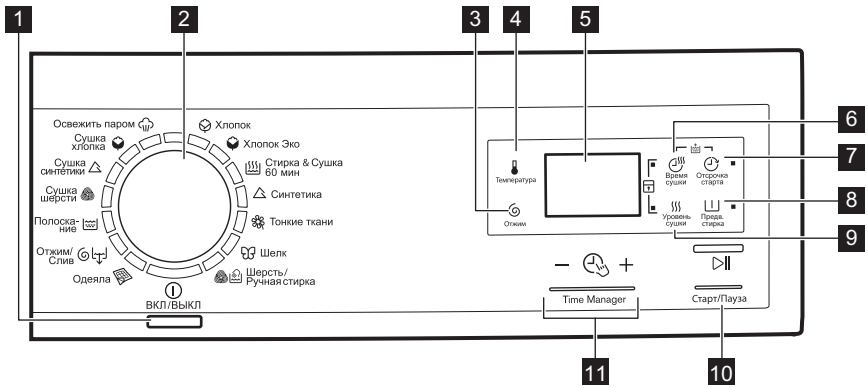 1
2
3
4
5
6
7
8
9
10
11
Освежить паром
Сушка
хлопка
Сушка
синтетики
Сушка
шерсти
Полоска-
ние
Отжим/
Слив
Одеяла
Хлопок
Хлопок Эко
Стирка & Сушка
60 мин
Синтетика
Тонкие ткани
Шелк
Шерсть/
Ручная стирка
ВКЛ/ВЫКЛ
Температура
Отжим
Время
сушки
Отсрочка
старта
Уровень
сушки
Предв.
стирка
Time Manager
Старт/Пауза